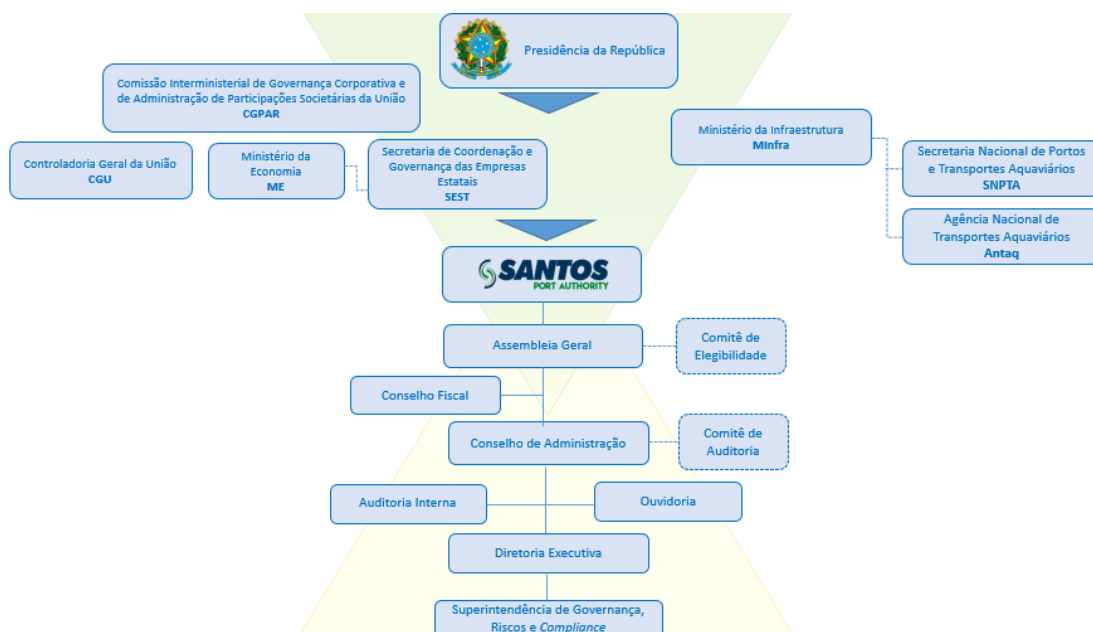 Presidência da República
Comissão Interministerial de Governança Corporativa e
de Administração de Participações Societárias da União
CGPAR
Ministério da Infraestrutura
MInfra
Controladoria Geral da União
CGU
Ministério da
Economia
ME
Secretaria de Coordenação e
Governança das Empresas
Estatais
SEST
Secretaria Nacional de Portos
e Transportes Aquaviários
SNPTA
Agência Nacional de
Transportes Aquaviários
Antaq
SANTOS
PORT AUTHORITY
Assembleia Geral
Comitê de
Elegibilidade
Conselho Fiscal
Conselho de Administração
Comitê de
Auditoria
Auditoria Interna
Ouvidoria
Diretoria Executiva
Superintendência de Governança,
Riscos e Compliance